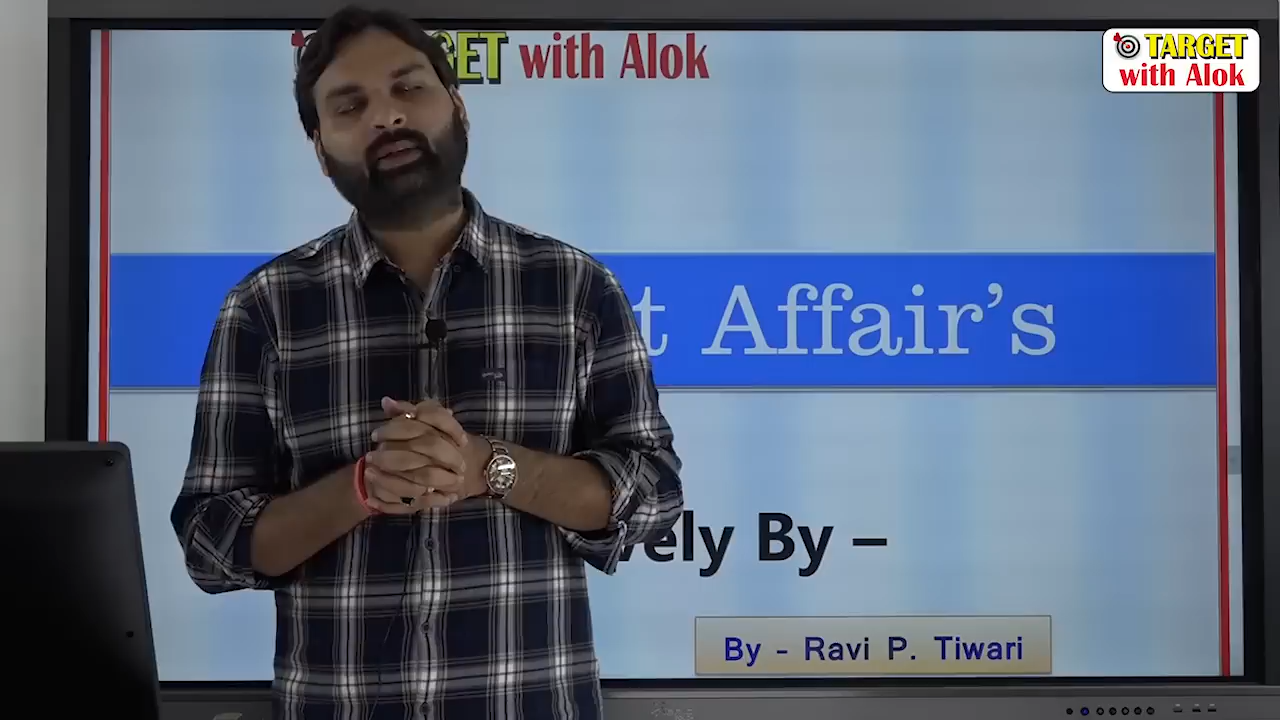 TARGET
with Alok
with Alok
Affair's
By –
By - Ravi P. Tiwari